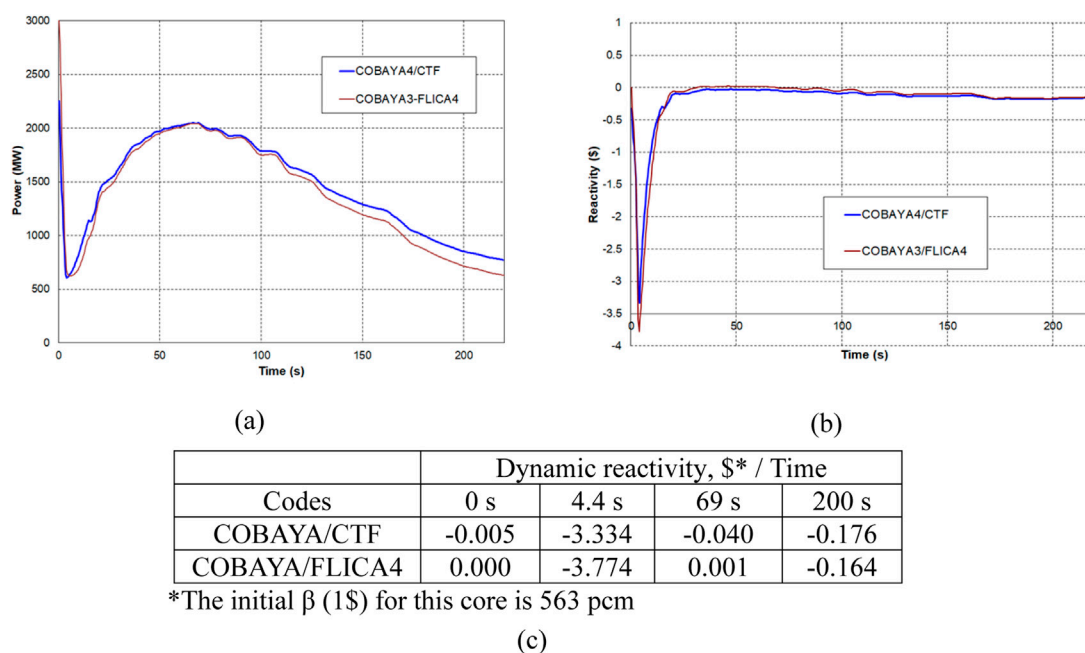 (a)
3000
2500
2000
1500
1000
500
0
Power (MW)
COBAYA4/CTF
COBAYA3-FLICA4
0 50 100 150 200
Time (s)
(a)
(b)
1
0.5
0
-0.5
-1
-1.5
-2
-2.5
-3
-3.5
-4
Reactivity ($)
COBAYA4/CTF
COBAYA3/FLICA4
0 50 100 150 200
Time (s)
(b)
Dynamic reactivity, $* / Time
Codes 0 s 4.4 s 69 s 200 s
COBAYA/CTF -0.005 -3.334 -0.040 -0.176
COBAYA/FLICA4 0.000 -3.774 0.001 -0.164
*The initial β (1$) for this core is 563 pcm
(c)